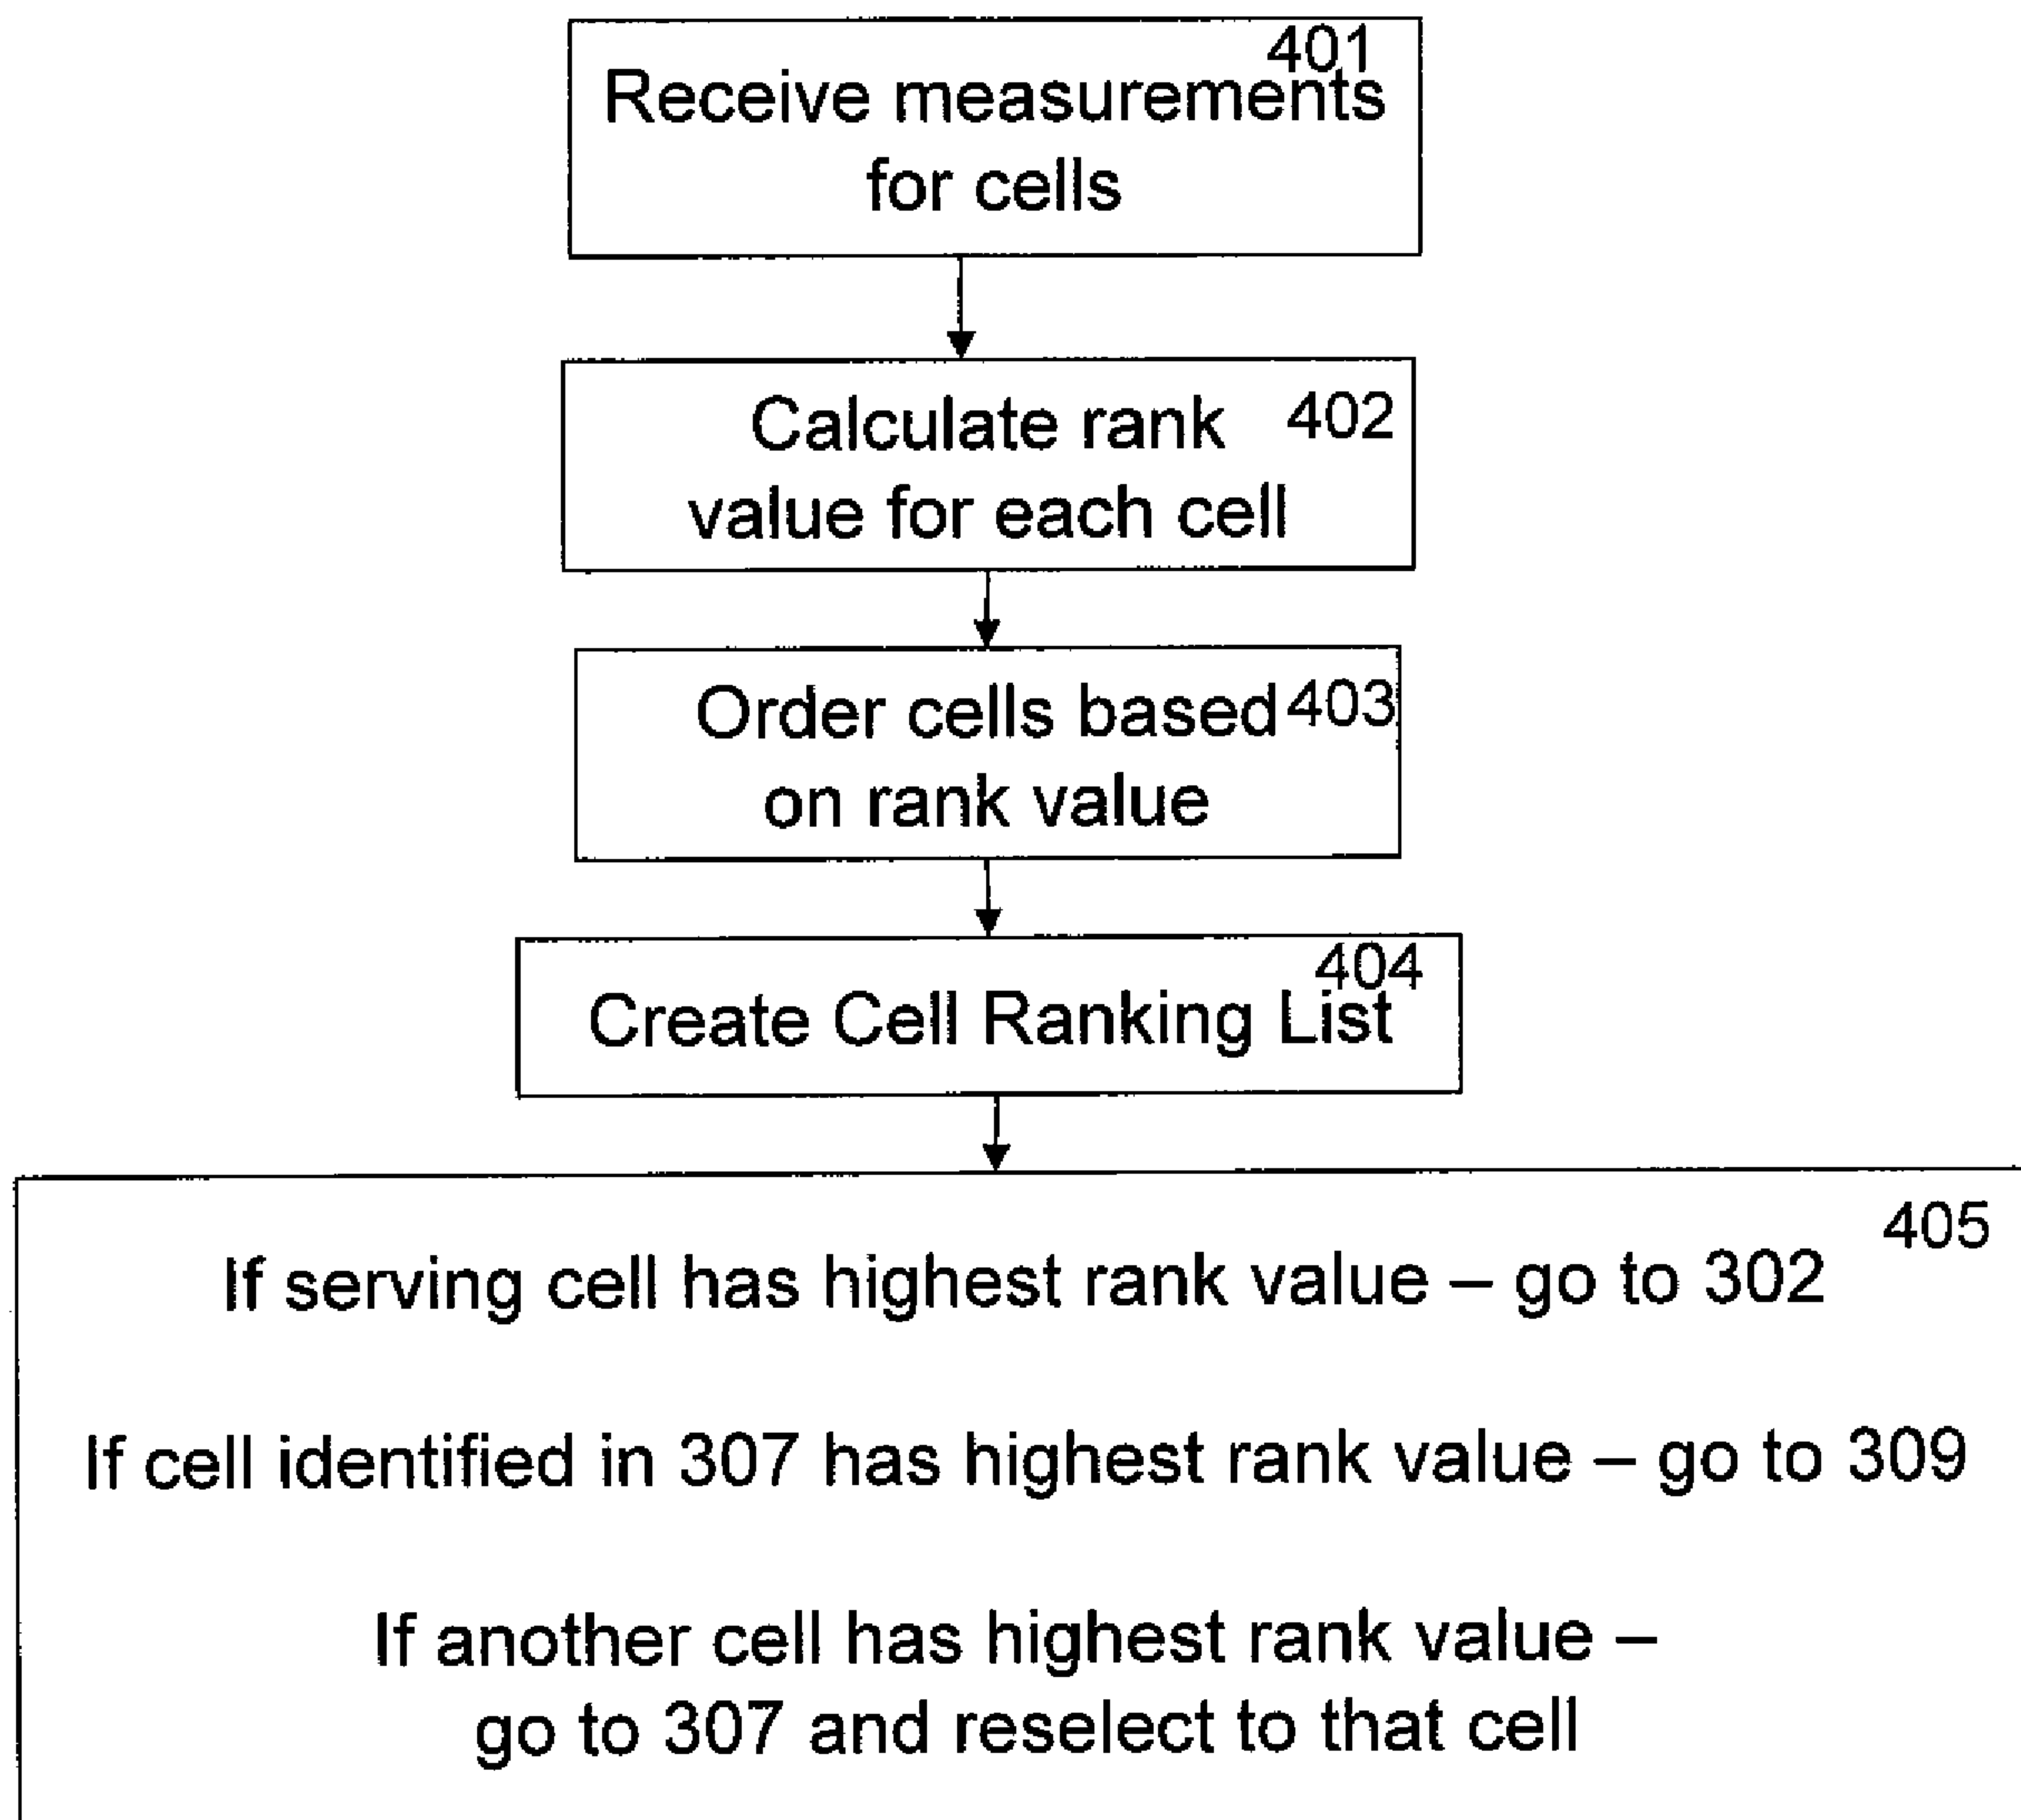 401
Receive measurements
for cells
Calculate rank 402
value for each cell
Order cells based 403
on rank value
404
Create Cell Ranking List
405
If serving cell has highest rank value – go to 302
If cell identified in 307 has highest rank value – go to 309
If another cell has highest rank value –
go to 307 and reselect to that cell